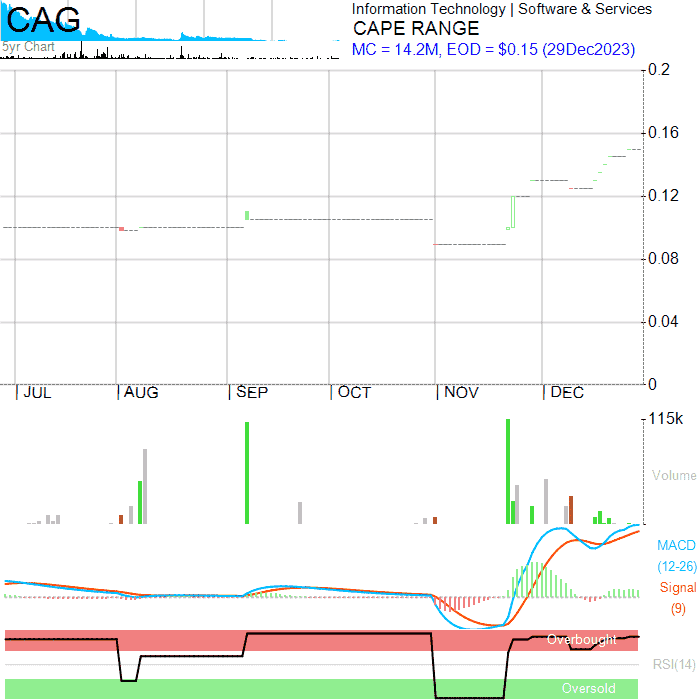 CAG
5yr Chart
Information Technology | Software & Services
CAPE RANGE
MC = 14.2M, EOD = $0.15 (29Dec2023)
0.2
0.16
0.12
0.08
0.04
0
JUL
AUG
SEP
OCT
NOV
DEC
115k
Volume
MACD
(12-26)
Signal
(9)
Overbought
RSI(14)
Oversold